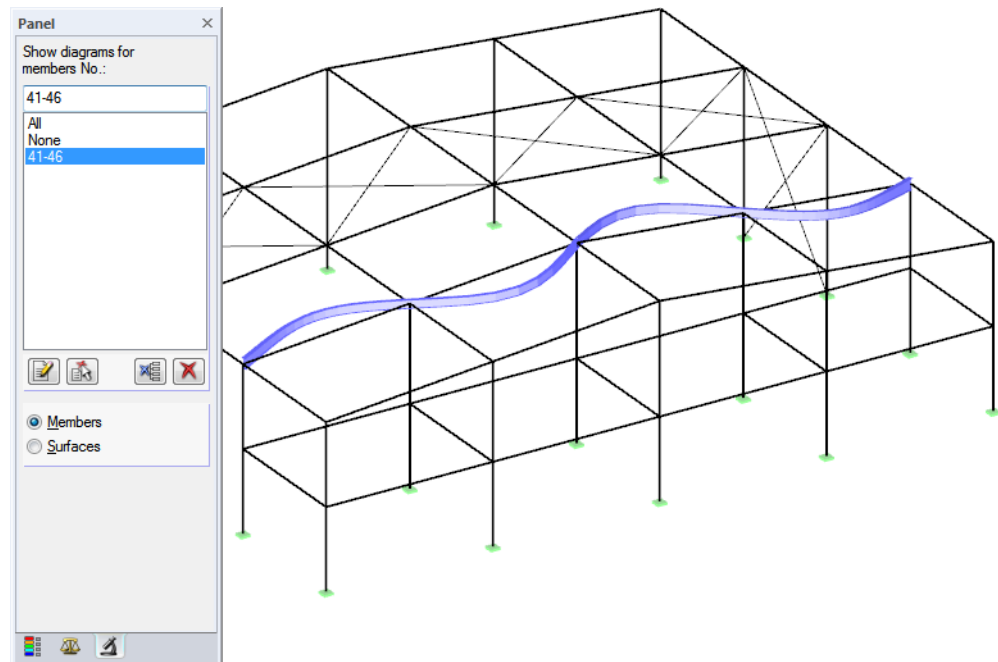 Panel
Show diagrams for
members No.:
41-46
All
None
41-46
Members
Surfaces